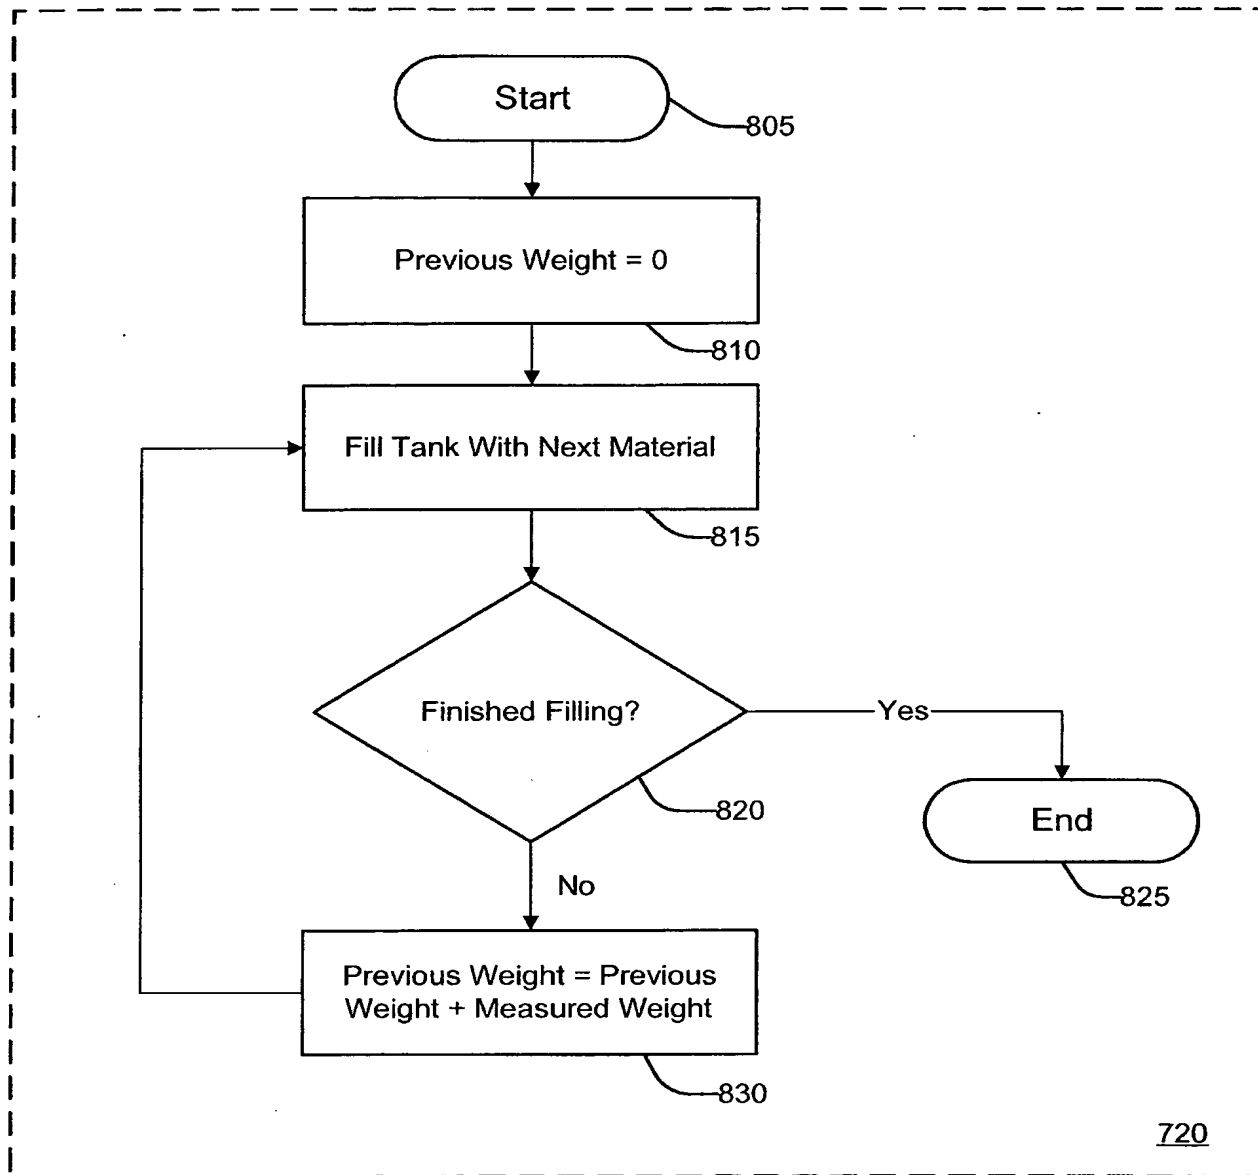 Start
805
Previous Weight = 0
810
Fill Tank With Next Material
815
Finished Filling?
Yes
820
End
825
No
Previous Weight = Previous
Weight + Measured Weight
830
720